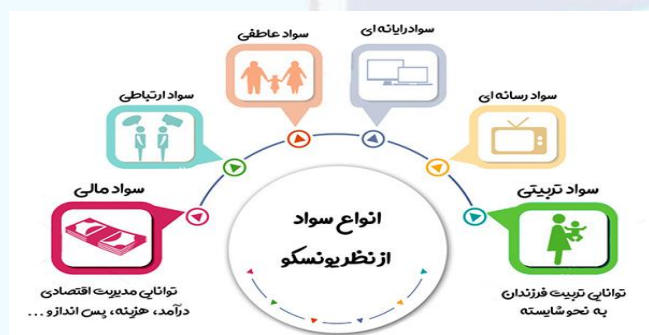 انواع سواد
از نظر یونسکو
سواد رایانه ای
سواد عاطفی
سواد رسانه ای
سواد ارتباطی
سواد تربیتی
توانایی تربیت فرزندان
به نحو شایسته
سواد مالی
توانایی مدیریت اقتصادی
درآمد، هزینه، پس انداز و ...